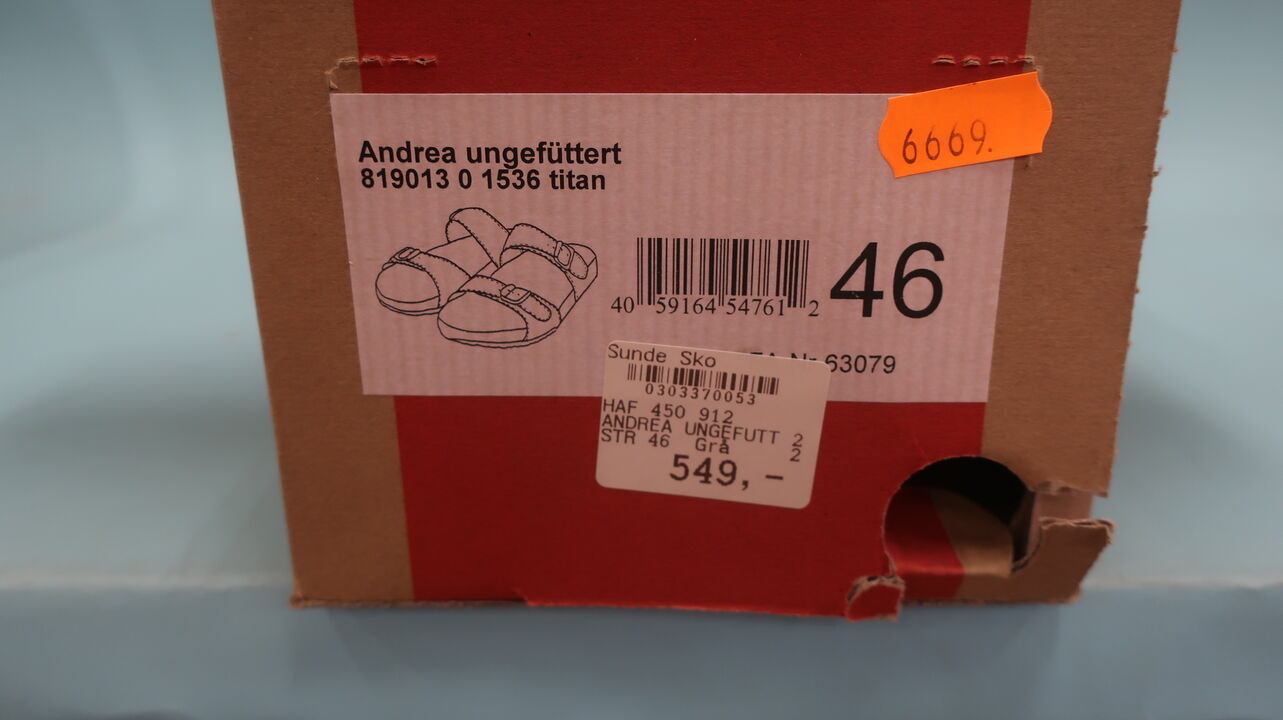 6669.
Andrea ungefüttert
819013 0 1536 titan
46
40 59164 54761 2
63079
Sunde Sko
0303370053
HAF 450 912
ANDREA UNGEFUTT 2
STR 46 Grå 2
549,-